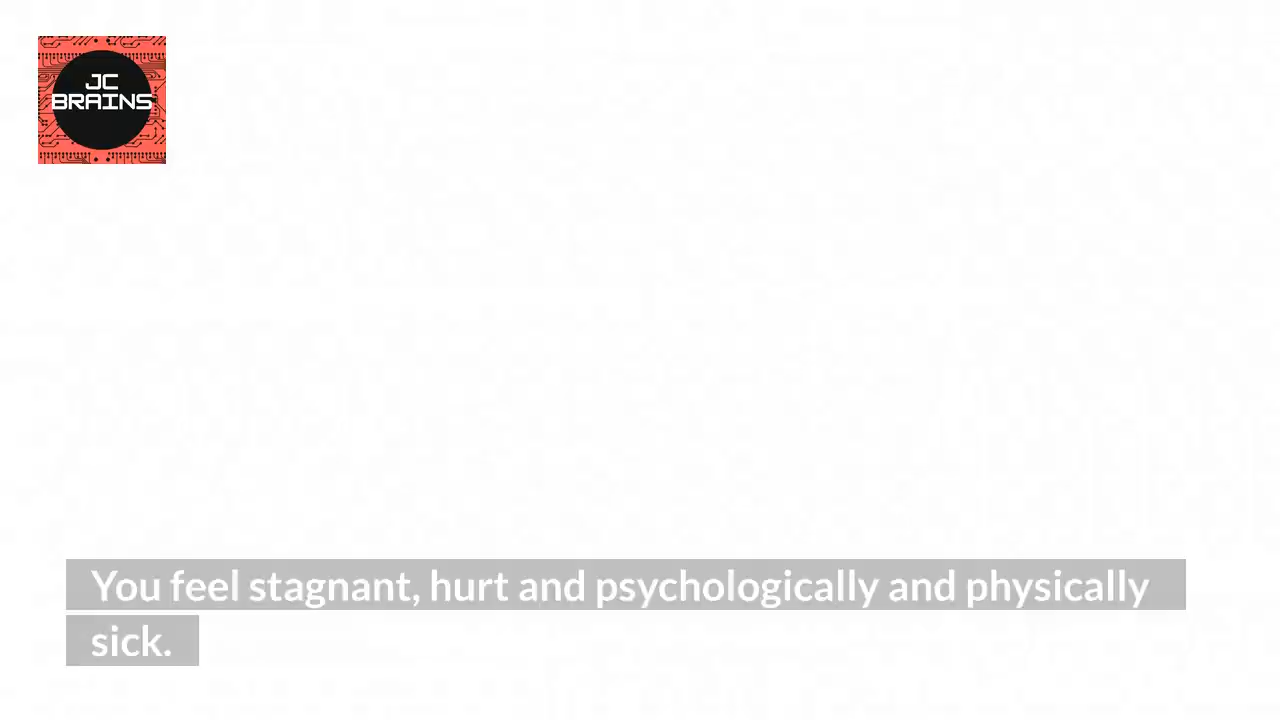 JC
BRAINS
You feel stagnant, hurt and psychologically and physically
sick.